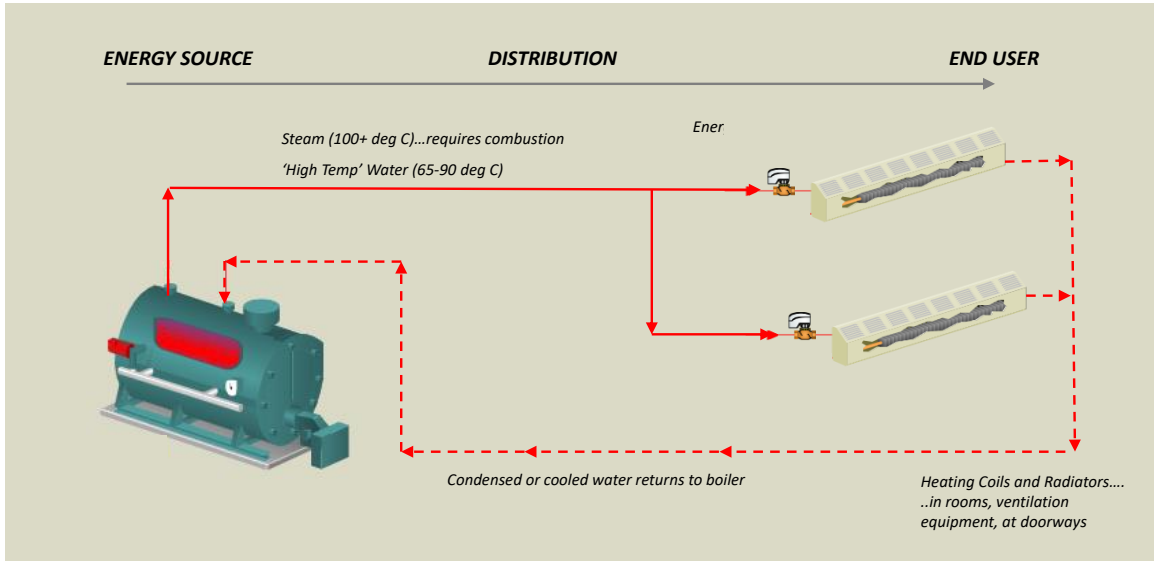 ENERGY SOURCE
DISTRIBUTION
END USER
Steam (100+ deg C)...requires combustion
Ener
'High Temp' Water (65-90 deg C)
Condensed or cooled water returns to boiler
Heating Coils and Radiators....
..in rooms, ventilation
equipment, at doorways